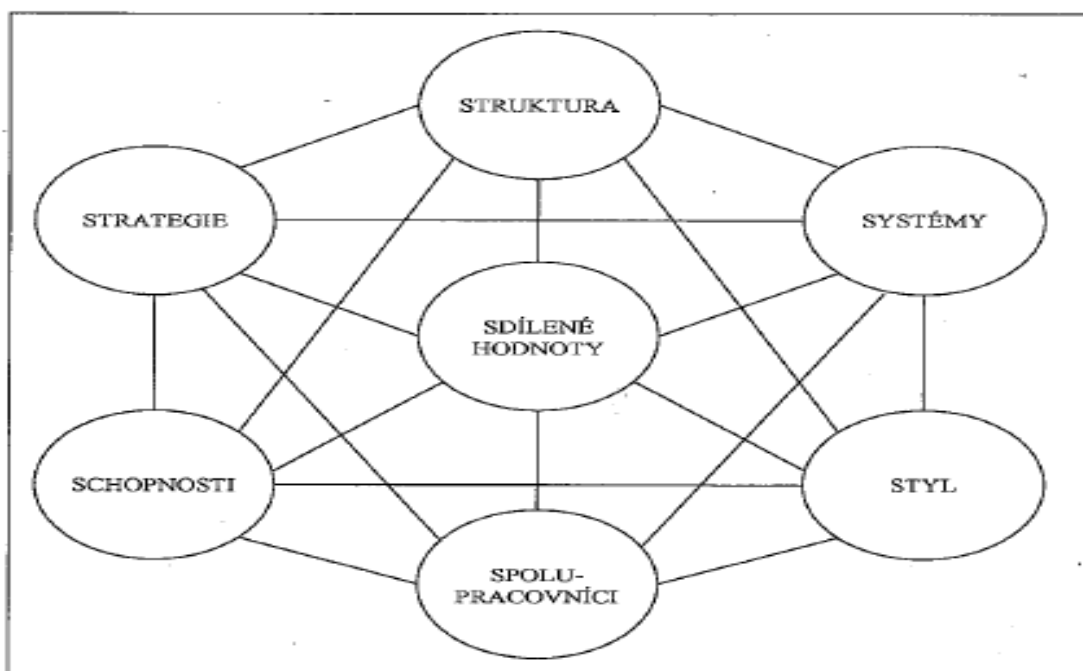 STRUKTURA
STRATEGIE
SYSTÉMY
SDÍLENÉ
HODNOTY
SCHOPNOSTI
STYL
SPOLU-
PRACOVNÍCI